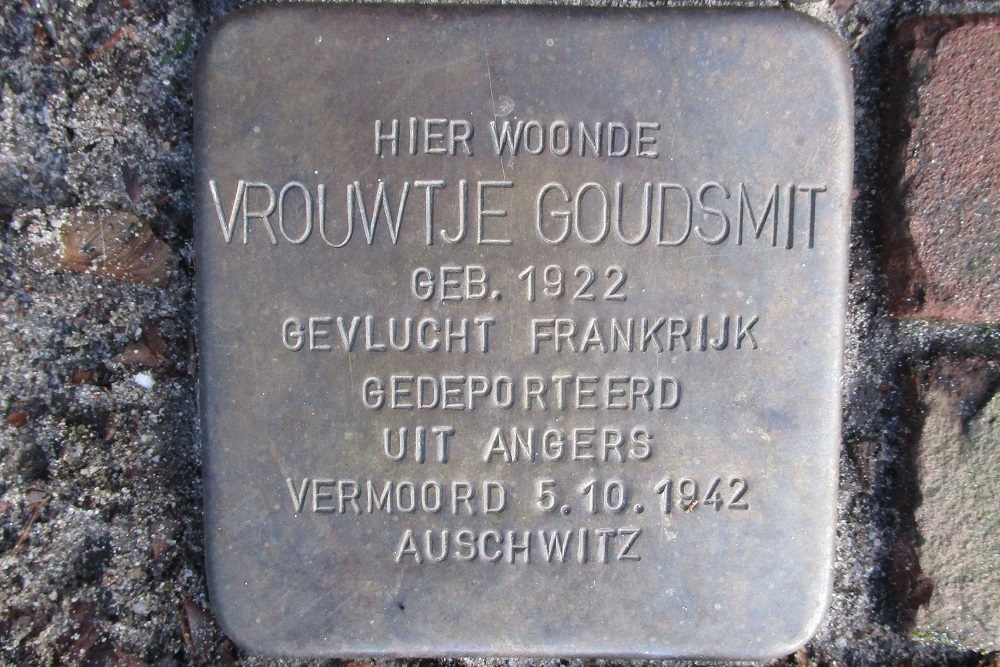 HIER WOONDE
VROUWTJE GOUDSMIT
GEB. 1922
GEVLUCHT FRANKRIJK
GEDEPORTEERD
UIT ANGERS
VERMOORD 5.10.1942
AUSCHWITZ